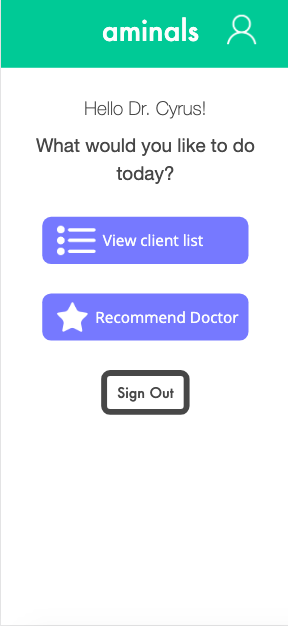 aminals
Hello Dr. Cyrus!
What would you like to do
today?
View client list
Recommend Doctor
Sign Out